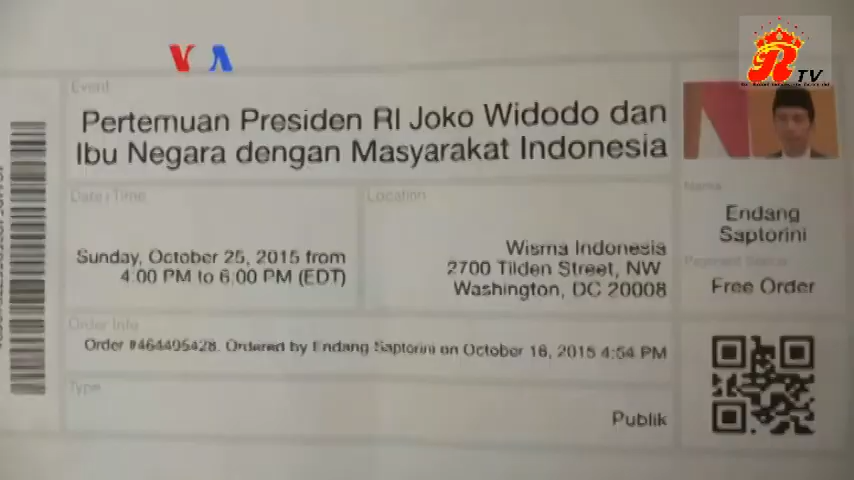 VOA
R TV
Event
Pertemuan Presiden RI Joko Widodo dan
Ibu Negara dengan Masyarakat Indonesia
Date / Time
Sunday, October 25, 2015 from
4:00 PM to 6:00 PM (EDT)
Location
Wisma Indonesia
2700 Tilden Street, NW
Washington, DC 20008
Name
Endang
Saptorini
Payment Status
Free Order
Order Info
Order #464495428. Ordered by Endang Saptorini on October 18, 2015 4:54 PM
Type
Publik